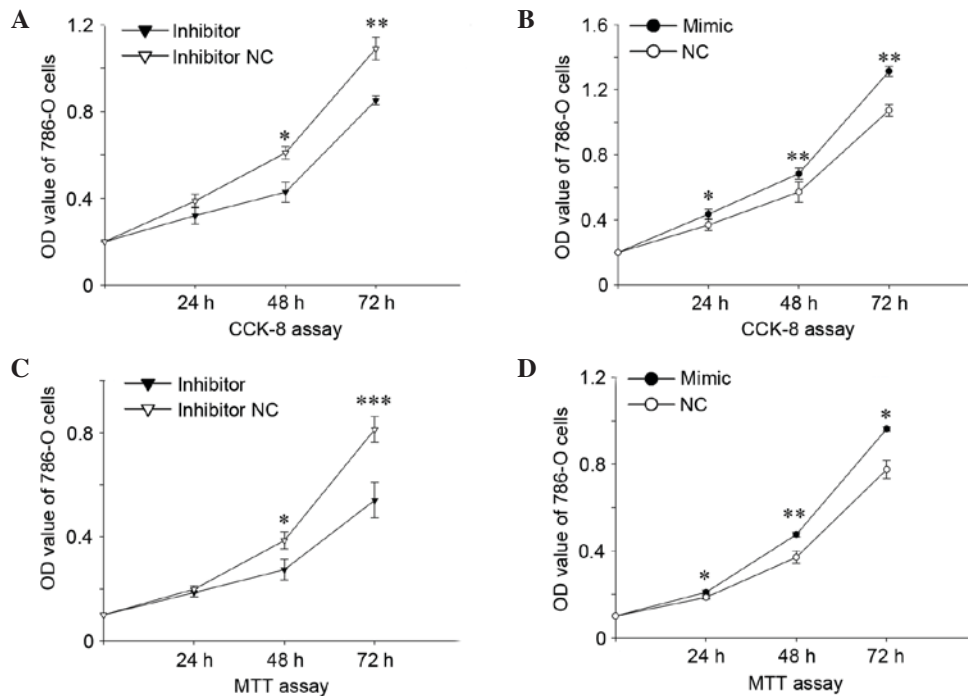 A
OD value of 786-O cells
1.2
0.8
0.4
0
Inhibitor
Inhibitor NC
*
**
24 h 48 h 72 h
CCK-8 assay
B
OD value of 786-O cells
1.6
1.2
0.8
0.4
0
Mimic
NC
*
**
**
24 h 48 h 72 h
CCK-8 assay
C
OD value of 786-O cells
0.8
0.4
0
Inhibitor
Inhibitor NC
*
***
24 h 48 h 72 h
MTT assay
D
OD value of 786-O cells
1.2
0.8
0.4
0
Mimic
NC
*
**
*
24 h 48 h 72 h
MTT assay